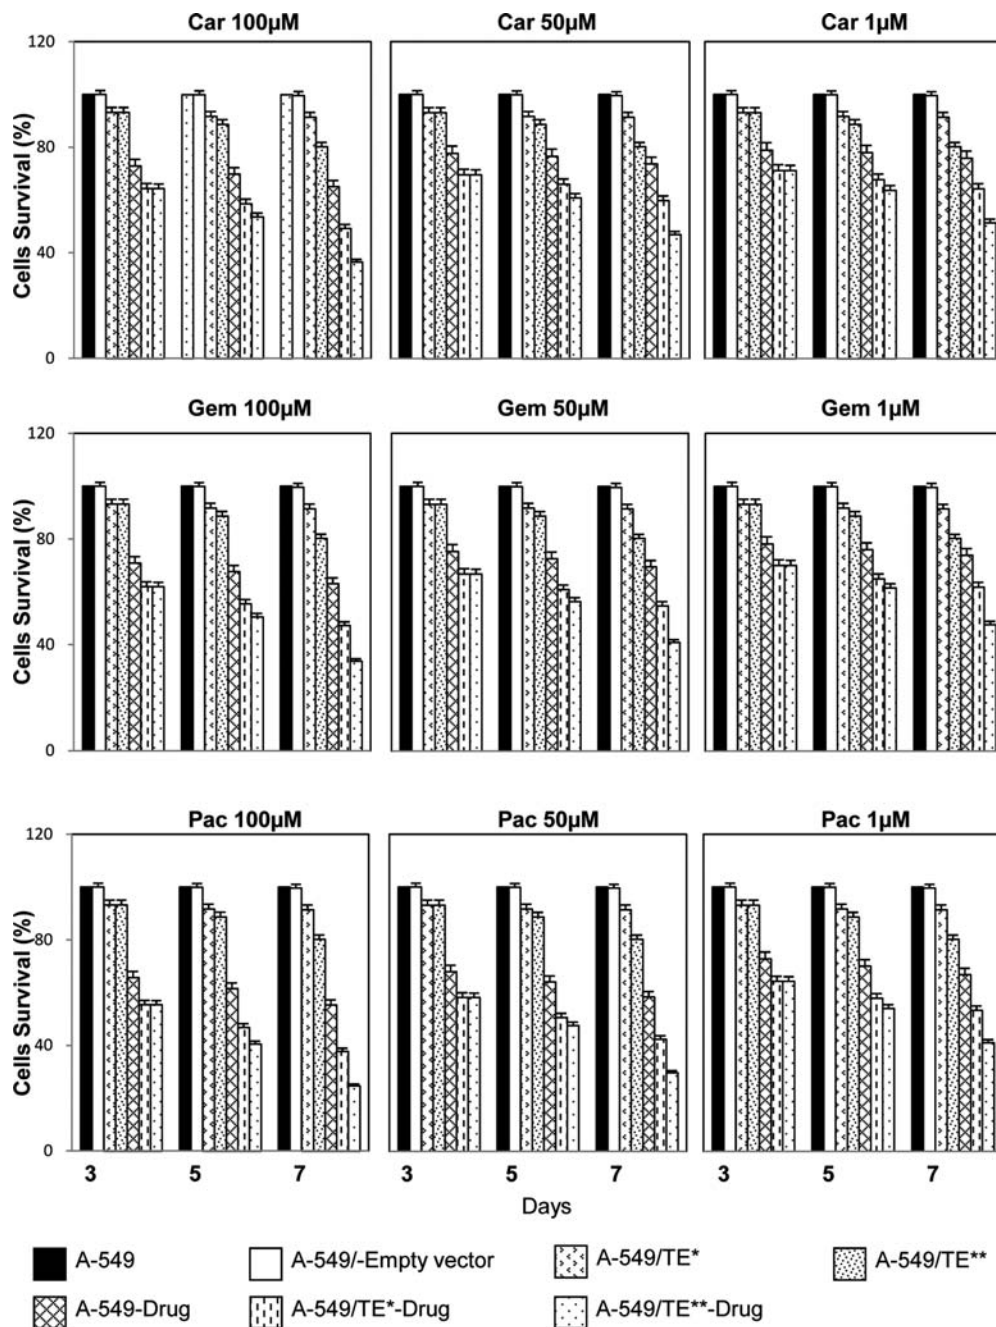 Car 100µM Car 50µM Car 1µM
120
80
40
0
Cells Survival (%)
Gem 100µM Gem 50µM Gem 1µM
120
80
40
0
Cells Survival (%)
Pac 100µM Pac 50µM Pac 1µM
120
80
40
0
Cells Survival (%)
3 5 7 3 5 7 3 5 7
Days
A-549 A-549/-Empty vector A-549/TE* A-549/TE**
A-549-Drug A-549/TE*-Drug A-549/TE**-Drug